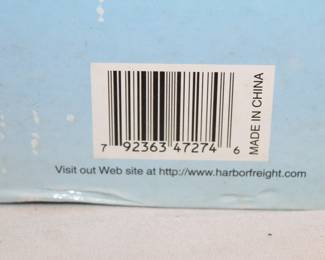 7 92363 47274 6
MADE IN CHINA
Visit out Web site at http://www.harborfreight.com